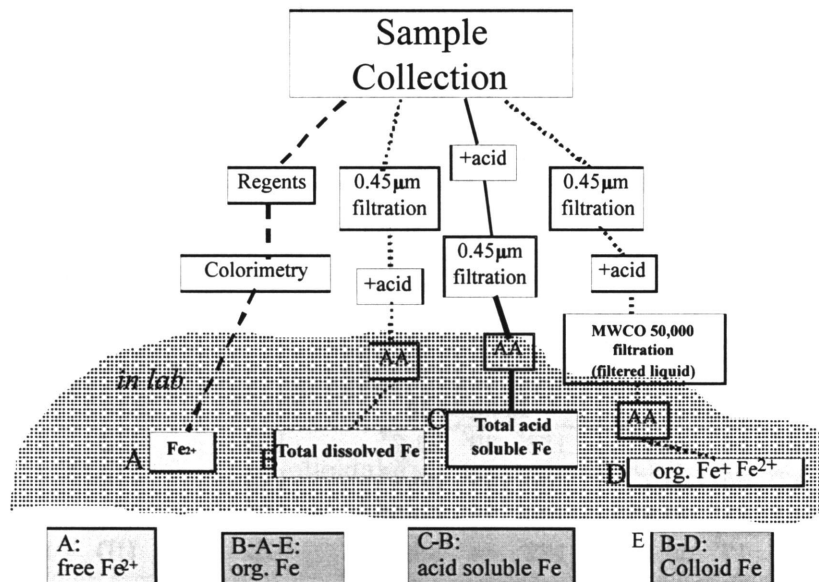 Sample
Collection
Regents
0.45μm
filtration
+acid
0.45μm
filtration
Colorimetry
+acid
0.45μm
filtration
+acid
MWCO 50,000
filtration
(filtered liquid)
in lab
AA
AA
AA
A
Fe2+
B
Total dissolved Fe
C
Total acid
soluble Fe
D
org. Fe+ Fe²⁺
A:
free Fe²⁺
B-A-E:
org. Fe
C-B:
acid soluble Fe
E
B-D:
Colloid Fe